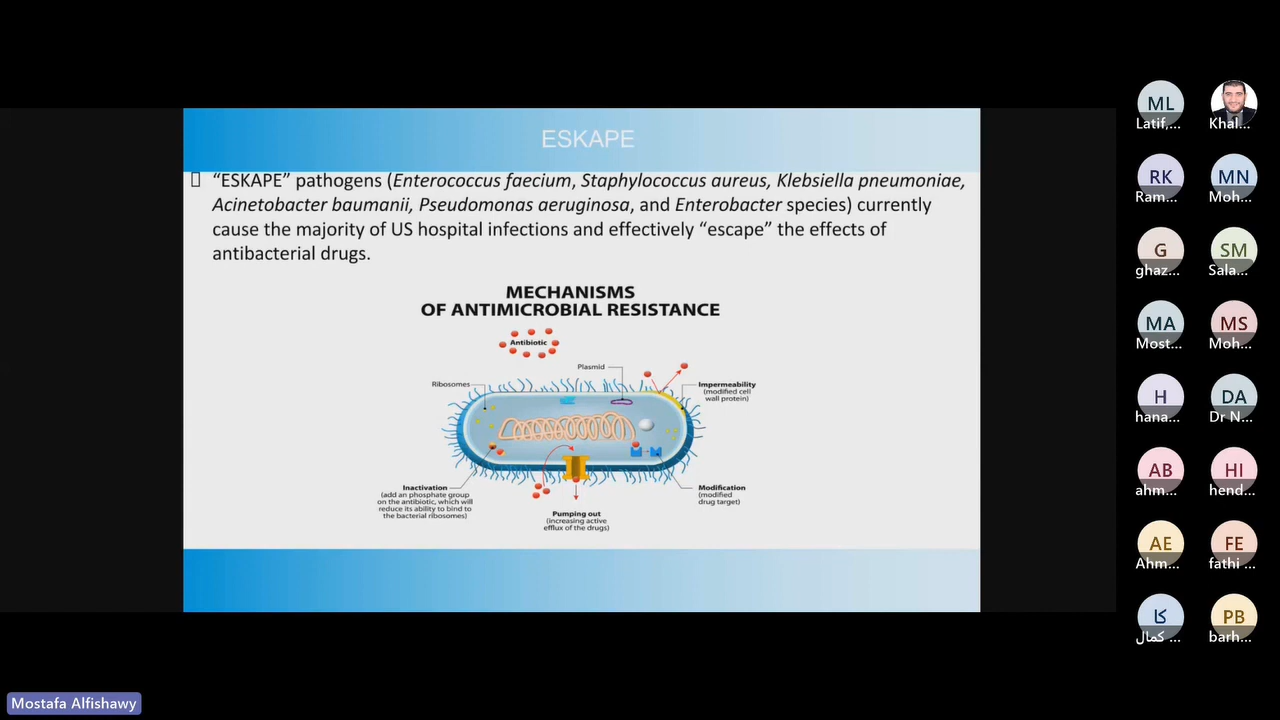 ESKAPE
“ESKAPE” pathogens (Enterococcus faecium, Staphylococcus aureus, Klebsiella pneumoniae,
Acinetobacter baumanii, Pseudomonas aeruginosa, and Enterobacter species) currently
cause the majority of US hospital infections and effectively “escape” the effects of
antibacterial drugs.
MECHANISMS
OF ANTIMICROBIAL RESISTANCE
Antibiotic
Plasmid
Ribosomes
Impermeability
(modified cell
wall protein)
Inactivation
(add an phosphate group
on the antibiotic, which will
reduce its ability to bind to
the bacterial ribosomes)
Pumping out
(increasing active
efflux of the drugs)
Modification
(modified
drug target)
ML
Latif,...
Khal...
RK
Ram...
MN
Moh...
G
ghaz...
SM
Sala...
MA
Most...
MS
Moh...
H
hana...
DA
Dr N...
AB
ahm...
HI
hend...
AE
Ahm...
FE
fathi ...
كا
كمال ...
PB
barh...
Mostafa Alfishawy